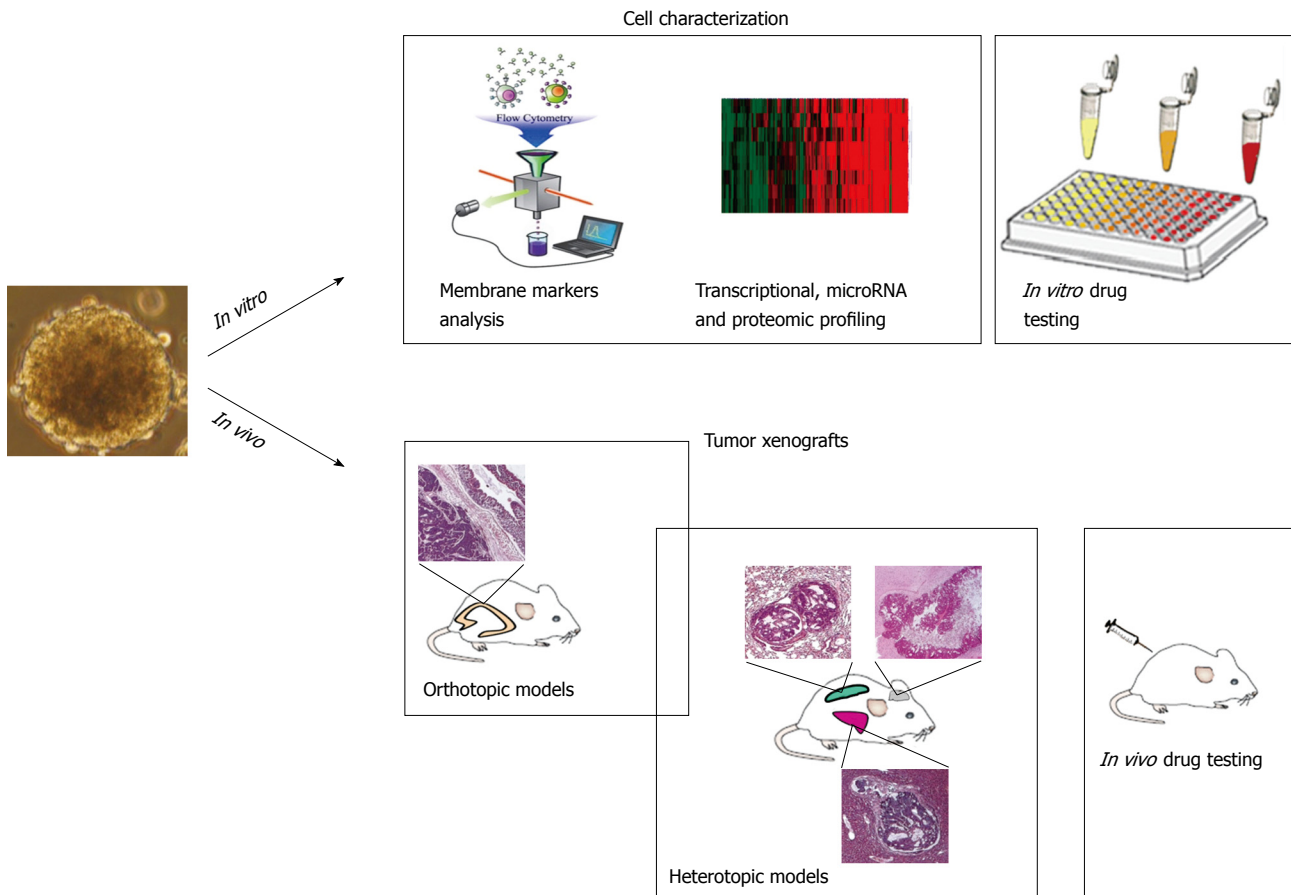 Cell characterization
Flow Cytometry
Membrane markers
analysis
Transcriptional, microRNA
and proteomic profiling
In vitro drug
testing
In vitro
In vivo
Tumor xenografts
Orthotopic models
Heterotopic models
In vivo drug testing